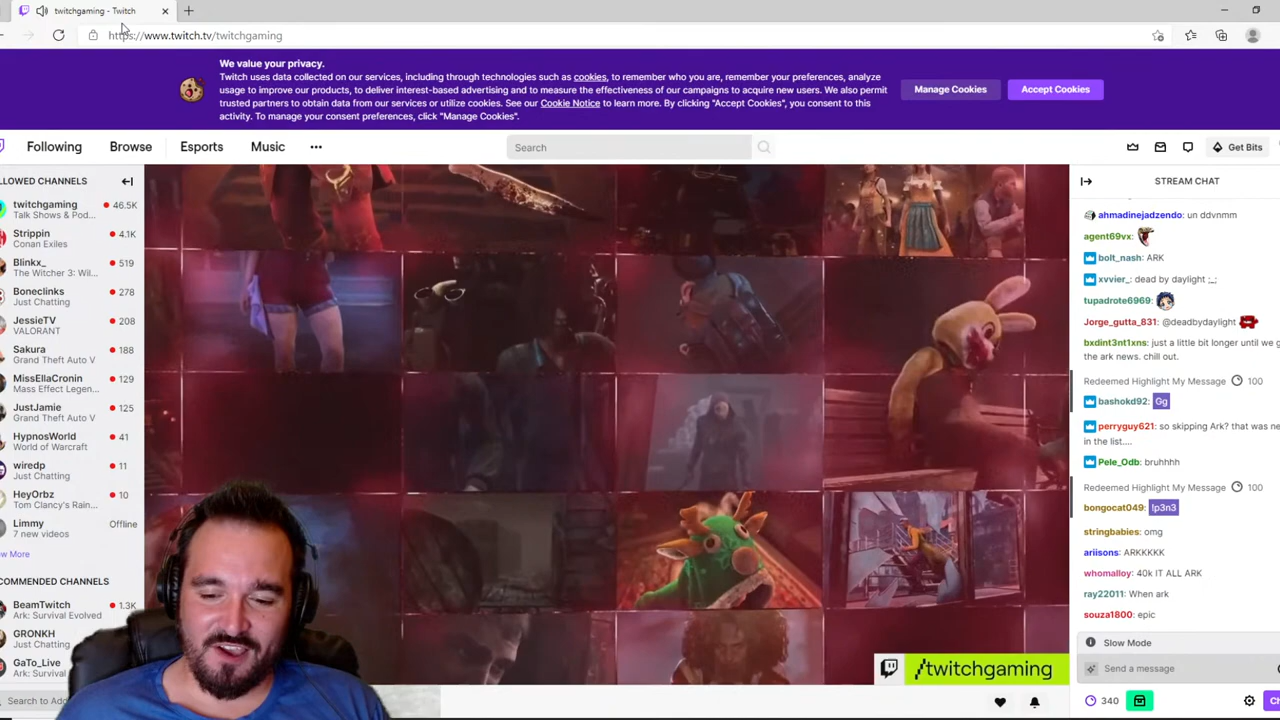 twitchgaming - Twitch
https://www.twitch.tv/twitchgaming
We value your privacy.
Twitch uses data collected on our services, including through technologies such as cookies, to remember who you are, remember your preferences, analyze
usage to improve our products, to deliver interest-based advertising and to measure the effectiveness of our campaigns to acquire new users. We also permit
trusted partners to obtain data from our services or utilize cookies. See our Cookie Notice to learn more. By clicking "Accept Cookies", you consent to this
activity. To manage your consent preferences, click "Manage Cookies".
Manage Cookies
Accept Cookies
Following Browse Esports Music
Search
Get Bits
LLOWED CHANNELS
twitchgaming 46.5K
Talk Shows & Pod...
Strippin 4.1K
Conan Exiles
Blinkx_ 519
The Witcher 3: Wil...
Boneclinks 278
Just Chatting
JessieTV 208
VALORANT
Sakura 188
Grand Theft Auto V
MissEllaCronin 129
Mass Effect Legen...
JustJamie 125
Grand Theft Auto V
HypnosWorld 41
World of Warcraft
wiredp 11
Just Chatting
HeyOrbz 10
Tom Clancy's Rain...
Limmy Offline
7 new videos
ow More
COMMENDED CHANNELS
BeamTwitch 1.3K
Ark: Survival Evolved
GRONKH
Just Chatting
GaTo_Live
Ark: Surviva
Search to Add
/twitchgaming
STREAM CHAT
ahmadinejadzendo: un ddvnmm
agent69vx:
bolt_nash: ARK
xvvier_: dead by daylight ;_;
tupadrote6969:
Jorge_gutta_831: @deadbydaylight
bxdint3nt1xns: just a little bit longer until we g
the ark news. chill out.
Redeemed Highlight My Message 100
bashokd92: Gg
perryguy621: so skipping Ark? that was ne
in the list....
Pele_Odb: bruhhhh
Redeemed Highlight My Message 100
bongocat049: !p3n3
stringbabies: omg
ariisons: ARKKKKK
whomalloy: 40k IT ALL ARK
ray22011: When ark
souza1800: epic
Slow Mode
Send a message
340
Ch